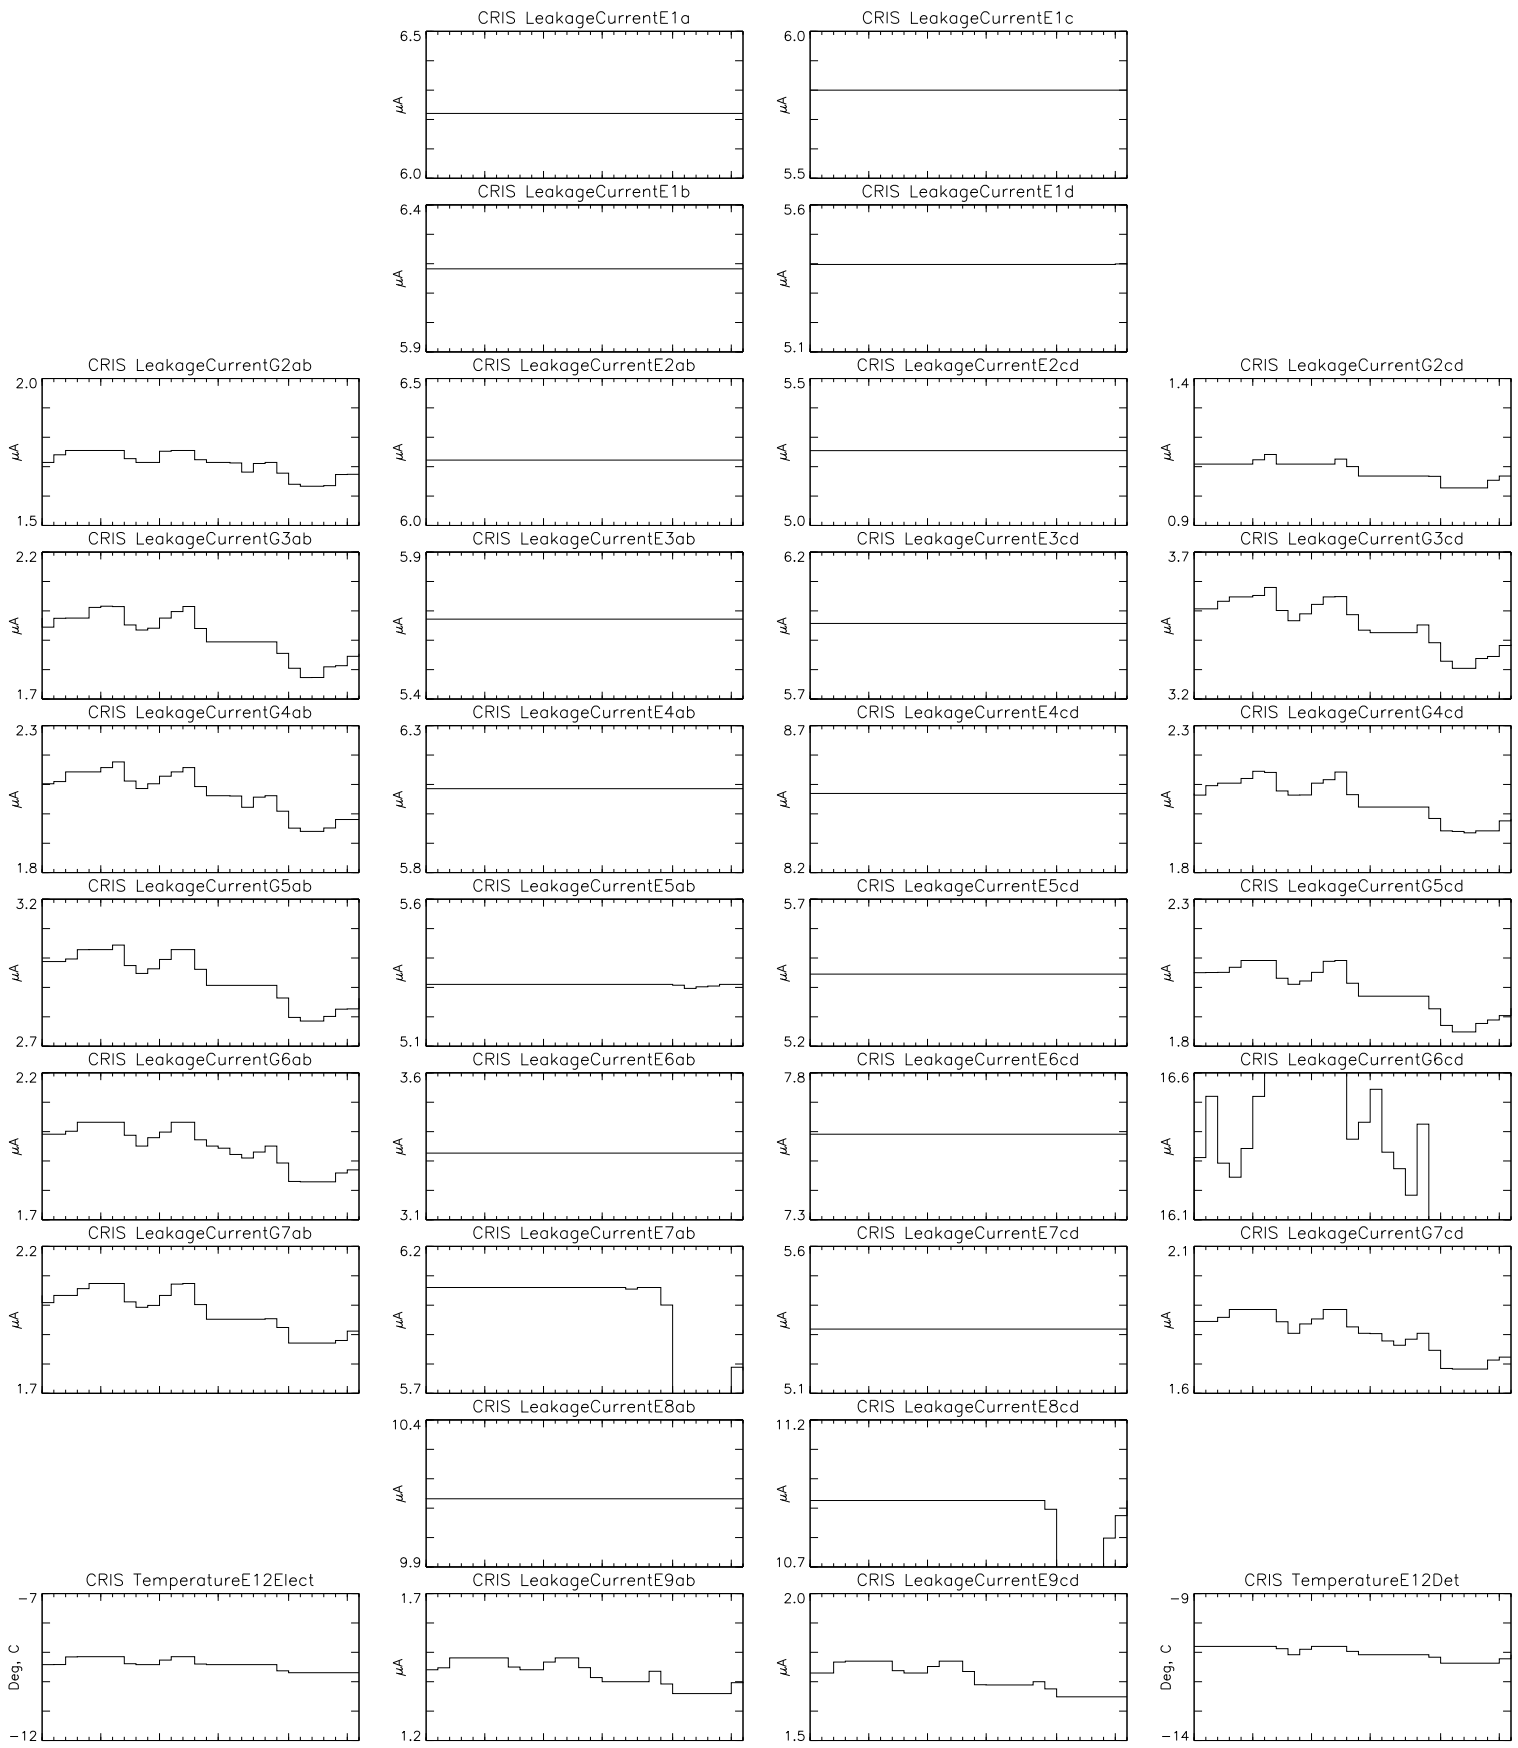 CRIS LeakageCurrentE1a
6.5
μA
6.0
CRIS LeakageCurrentE1c
6.0
μA
5.5
CRIS LeakageCurrentE1b
6.4
μA
5.9
CRIS LeakageCurrentE1d
5.6
μA
5.1
CRIS LeakageCurrentG2ab
2.0
μA
1.5
CRIS LeakageCurrentE2ab
6.5
μA
6.0
CRIS LeakageCurrentE2cd
5.5
μA
5.0
CRIS LeakageCurrentG2cd
1.4
μA
0.9
CRIS LeakageCurrentG3ab
2.2
μA
1.7
CRIS LeakageCurrentE3ab
5.9
μA
5.4
CRIS LeakageCurrentE3cd
6.2
μA
5.7
CRIS LeakageCurrentG3cd
3.7
μA
3.2
CRIS LeakageCurrentG4ab
2.3
μA
1.8
CRIS LeakageCurrentE4ab
6.3
μA
5.8
CRIS LeakageCurrentE4cd
8.7
μA
8.2
CRIS LeakageCurrentG4cd
2.3
μA
1.8
CRIS LeakageCurrentG5ab
3.2
μA
2.7
CRIS LeakageCurrentE5ab
5.6
μA
5.1
CRIS LeakageCurrentE5cd
5.7
μA
5.2
CRIS LeakageCurrentG5cd
2.3
μA
1.8
CRIS LeakageCurrentG6ab
2.2
μA
1.7
CRIS LeakageCurrentE6ab
3.6
μA
3.1
CRIS LeakageCurrentE6cd
7.8
μA
7.3
CRIS LeakageCurrentG6cd
16.6
μA
16.1
CRIS LeakageCurrentG7ab
2.2
μA
1.7
CRIS LeakageCurrentE7ab
6.2
μA
5.7
CRIS LeakageCurrentE7cd
5.6
μA
5.1
CRIS LeakageCurrentG7cd
2.1
μA
1.6
CRIS LeakageCurrentE8ab
10.4
μA
9.9
CRIS LeakageCurrentE8cd
11.2
μA
10.7
CRIS TemperatureE12Elect
-7
Deg, C
-12
CRIS LeakageCurrentE9ab
1.7
μA
1.2
CRIS LeakageCurrentE9cd
2.0
μA
1.5
CRIS TemperatureE12Det
-9
Deg, C
-14